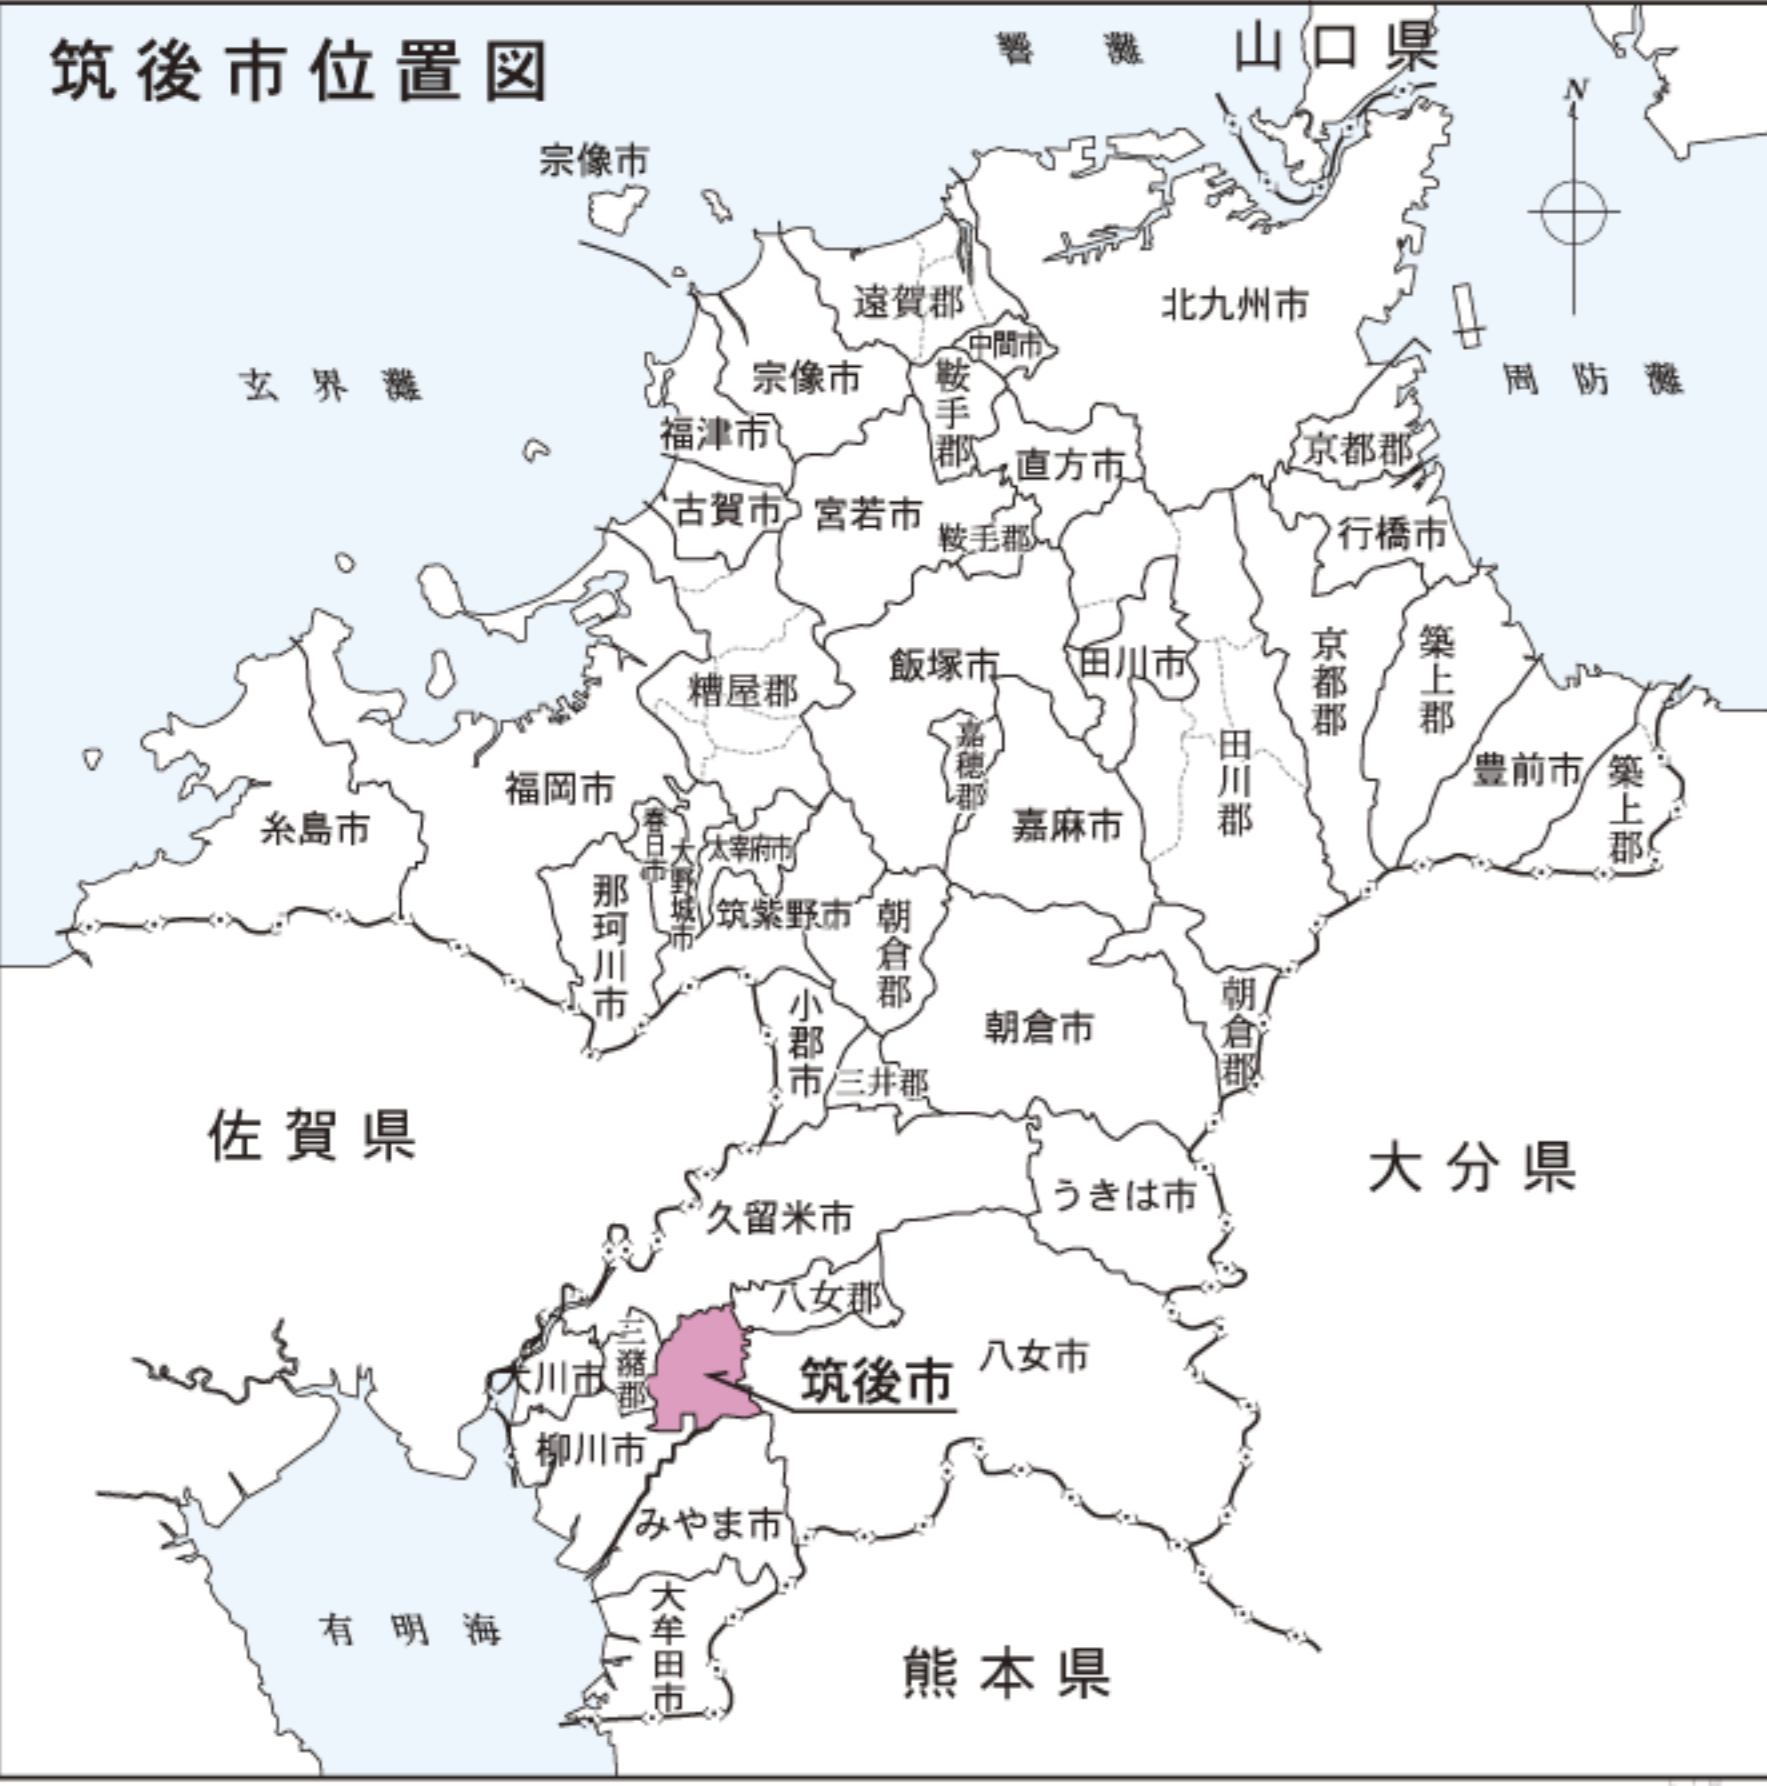 筑後市位置図
響灘
山口県
N
宗像市
遠賀郡
北九州市
中間市
玄界灘
宗像市
鞍手郡
周防灘
福津市
直方市
京都郡
古賀市
宮若市
鞍手郡
行橋市
飯塚市
田川市
京都郡
築上郡
糟屋郡
嘉穂郡
田川郡
豊前市
築上郡
福岡市
糸島市
春日市
大野城市
太宰府市
嘉麻市
那珂川市
筑紫野市
朝倉郡
小郡市
朝倉市
朝倉郡
三井郡
佐賀県
大分県
久留米市
うきは市
八女郡
大川市
三潴郡
筑後市
八女市
柳川市
みやま市
有明海
大牟田市
熊本県